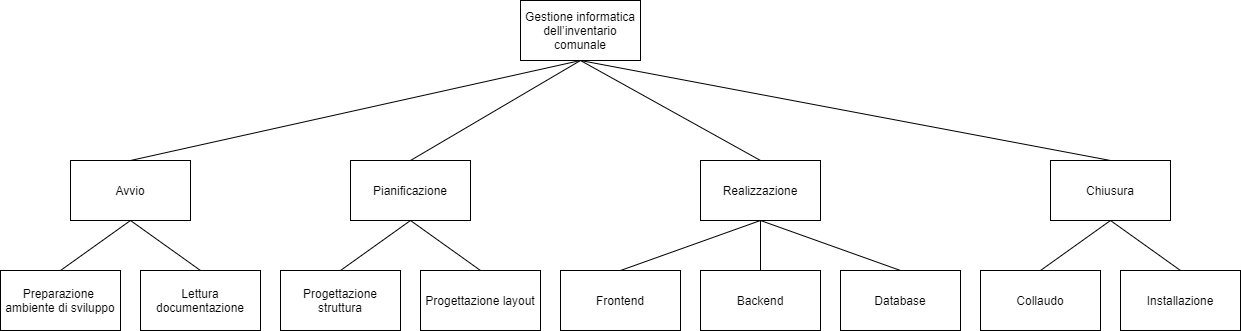 Gestione informatica
dell'inventario
comunale
Avvio
Pianificazione
Realizzazione
Chiusura
Preparazione
ambiente di sviluppo
Lettura
documentazione
Progettazione
struttura
Progettazione layout
Frontend
Backend
Database
Collaudo
Installazione